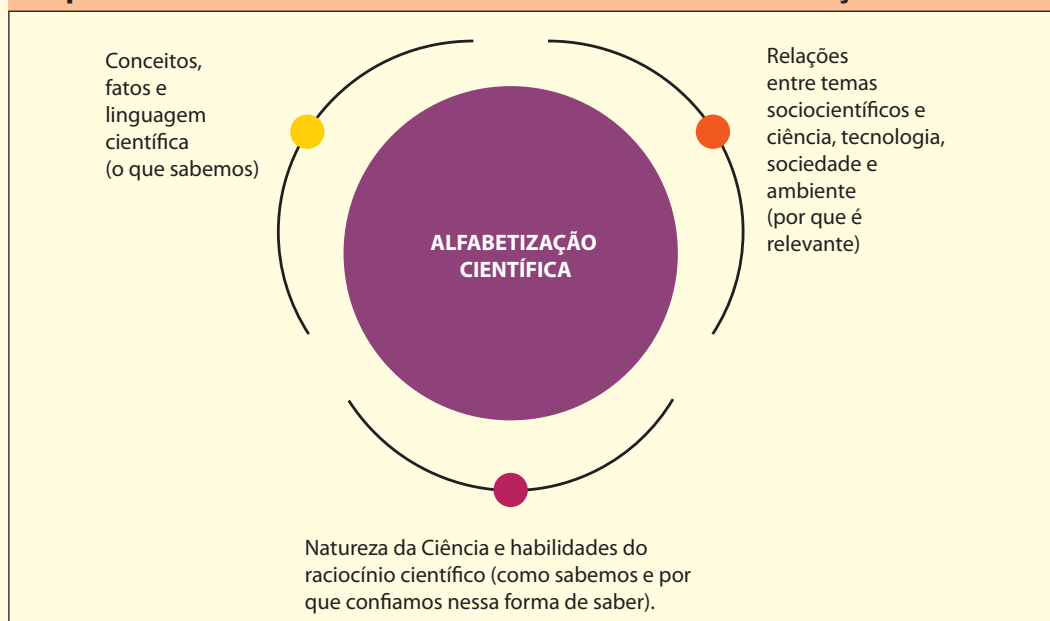 Conceitos,
fatos e
linguagem
científica
(o que sabemos)
Relações
entre temas
sociocientíficos e
ciência, tecnologia,
sociedade e
ambiente
(por que é
relevante)
ALFABETIZAÇÃO
CIENTÍFICA
Natureza da Ciência e habilidades do
raciocínio científico (como sabemos e por
que confiamos nessa forma de saber).